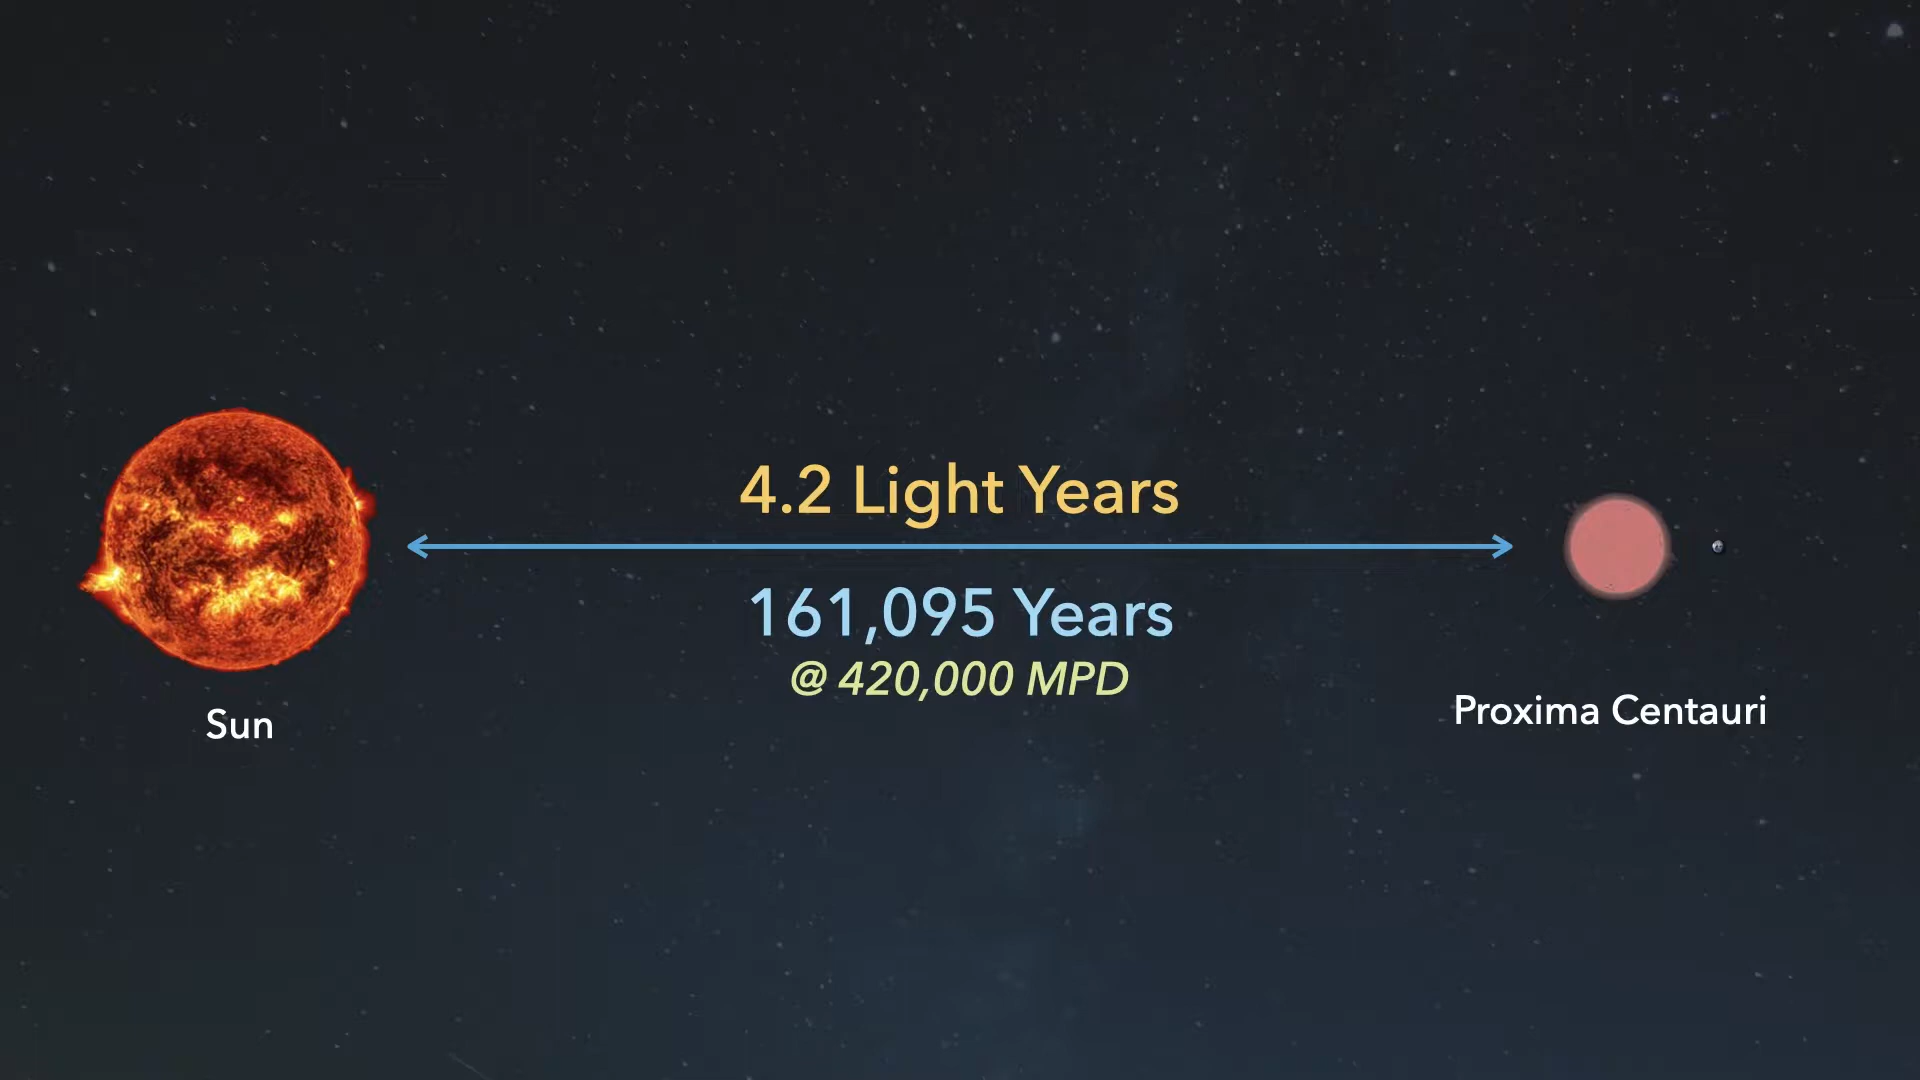 4.2 Light Years
161,095 Years
@ 420,000 MPD
Sun
Proxima Centauri